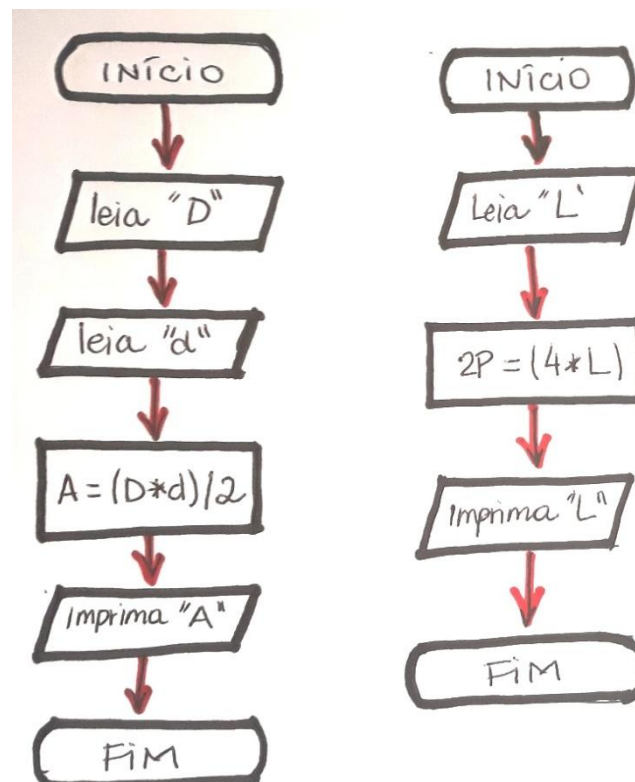 INÍCIO
leia "D"
leia "d"
A = (D*d)/2
imprima "A"
FIM
INÍCIO
Leia "L'
2P = (4*L)
imprima "L"
FIM